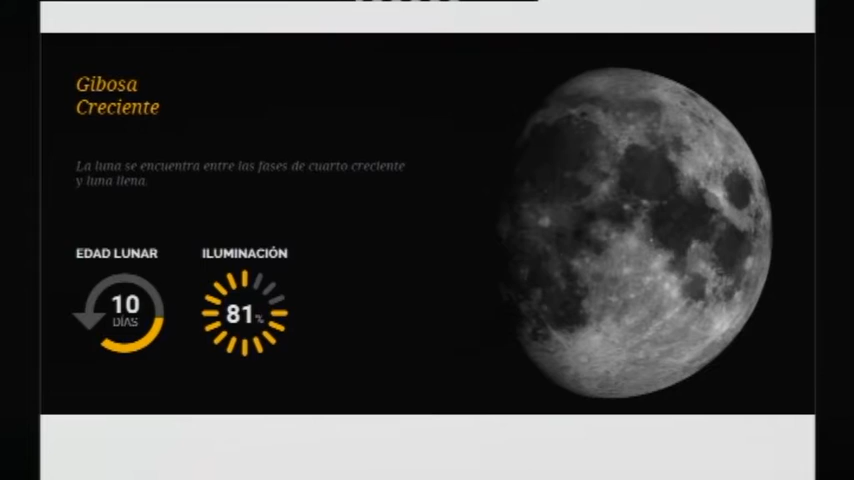 Gibosa
Creciente
La luna se encuentra entre las fases de cuarto creciente
y luna llena.
EDAD LUNAR
ILUMINACIÓN
10
DÍAS
81%